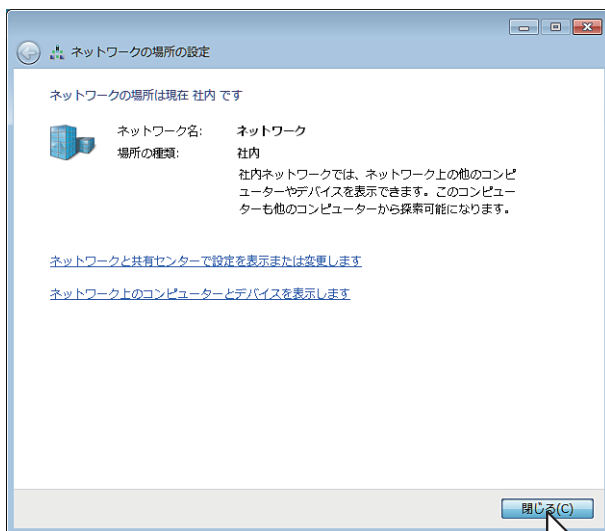 ネットワークの場所の設定
ネットワークの場所は現在 社内 です
ネットワーク名: ネットワーク
場所の種類: 社内
社内ネットワークでは、ネットワーク上の他のコンピ
ューターやデバイスを表示できます。このコンピュー
ターも他のコンピューターから探索可能になります。
ネットワークと共有センターで設定を表示または変更します
ネットワーク上のコンピューターとデバイスを表示します
閉じる(C)